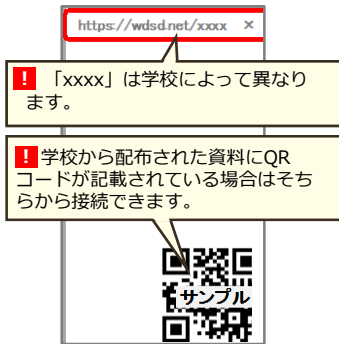 https://wdsd.net/xxxx ×
! 「xxxx」は学校によって異なり
ます。
! 学校から配布された資料にQR
コードが記載されている場合はそち
らから接続できます。
サンプル